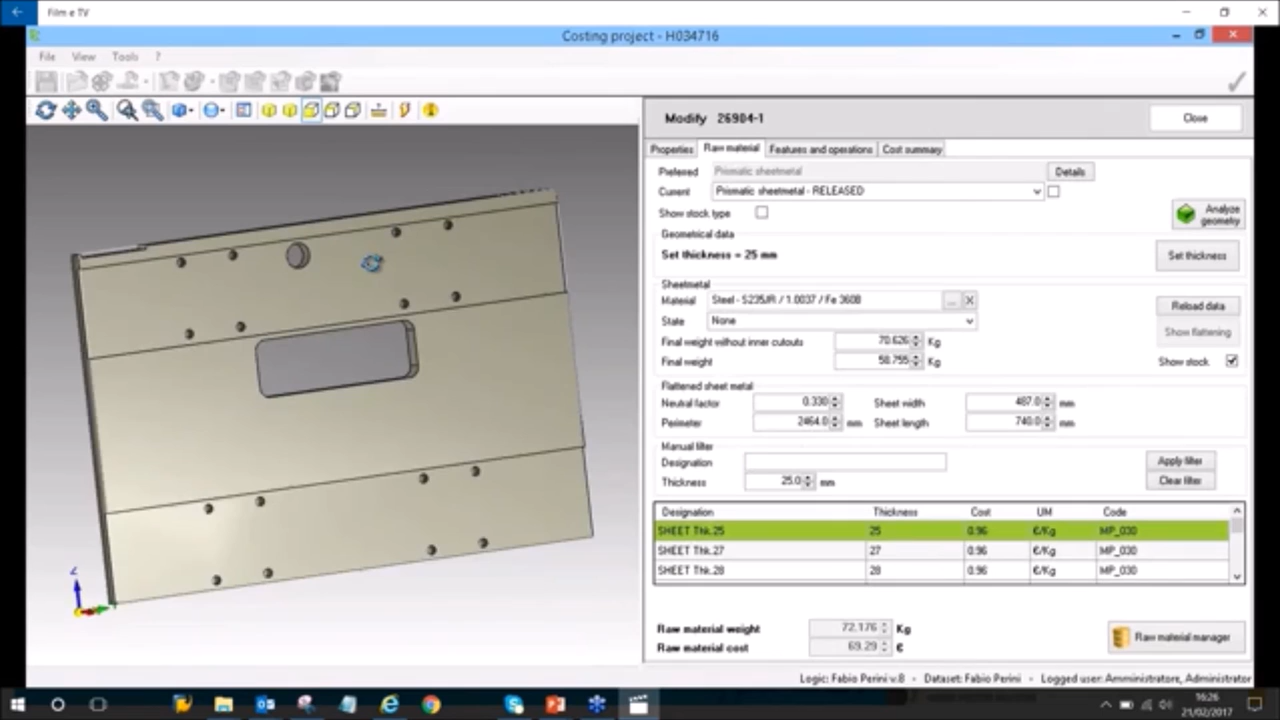 Film e TV
Costing project - H034716
File View Tools ?
Modify 26984-1
Close
Properties Raw material Features and operations Cost summary
Preferred Prismatic sheetmetal Details
Current Prismatic sheetmetal - RELEASED
Show stock type
Analyze geometry
Geometrical data
Set thickness = 25 mm
Set thickness
Sheetmetal
Material Steel - S235JR / 1.0037 / Fe 360B ... X
Reload data
State None
Show flattening
Final weight without inner cutouts 70.626 Kg
Final weight 58.755 Kg
Show stock
Flattened sheet metal
Neutral factor 0.330 Sheet width 487.0 mm
Perimeter 2464.0 mm Sheet length 740.0 mm
Manual filter
Designation
Apply filter
Thickness 25.0 mm
Clear filter
Designation Thickness Cost UM Code
SHEET Thk.25 25 0.96 €/Kg MP_030
SHEET Thk.27 27 0.96 €/Kg MP_030
SHEET Thk.28 28 0.96 €/Kg MP_030
Raw material weight 72.176 Kg
Raw material cost 69.29 €
Raw material manager
Z
Logic: Fabio Perini v.8 - Dataset: Fabio Perini - Logged user: Amministratore, Administrator
16:26
21/02/2017